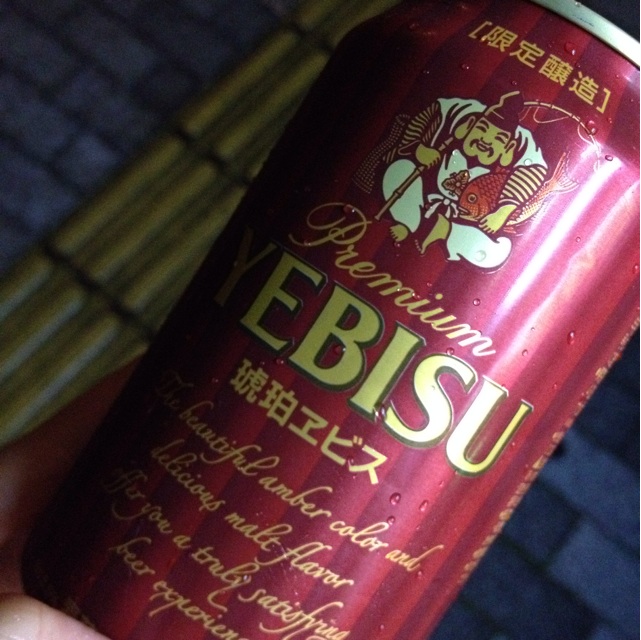 [限定醸造]
Premium
YEBISU
琥珀ヱビス
The beautiful amber color and
delicious malt flavor
offer you a truly satisfying
beer experience